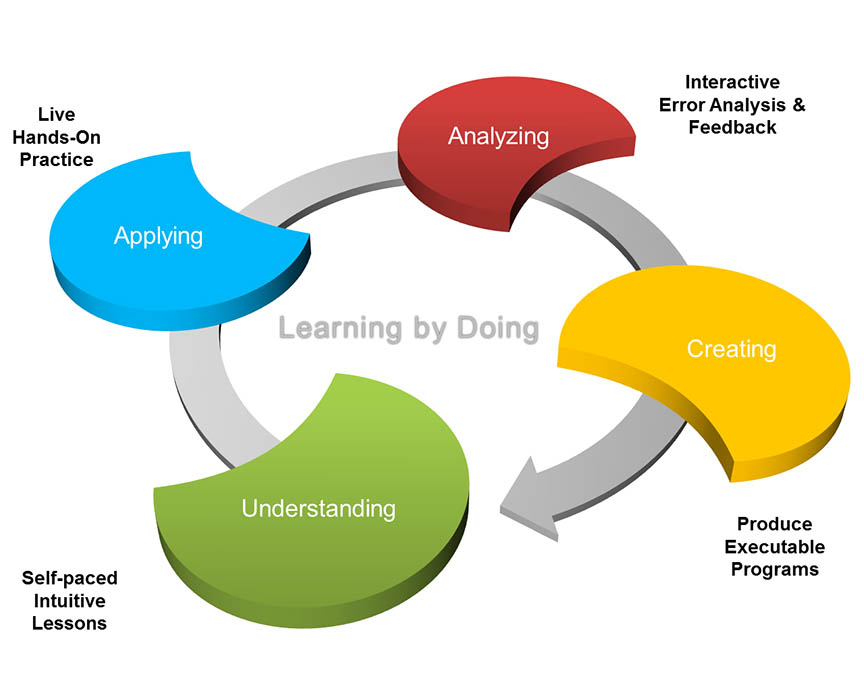 Interactive
Error Analysis &
Feedback
Live
Hands-On
Practice
Analyzing
Applying
Learning by Doing
Creating
Understanding
Produce
Executable
Programs
Self-paced
Intuitive
Lessons